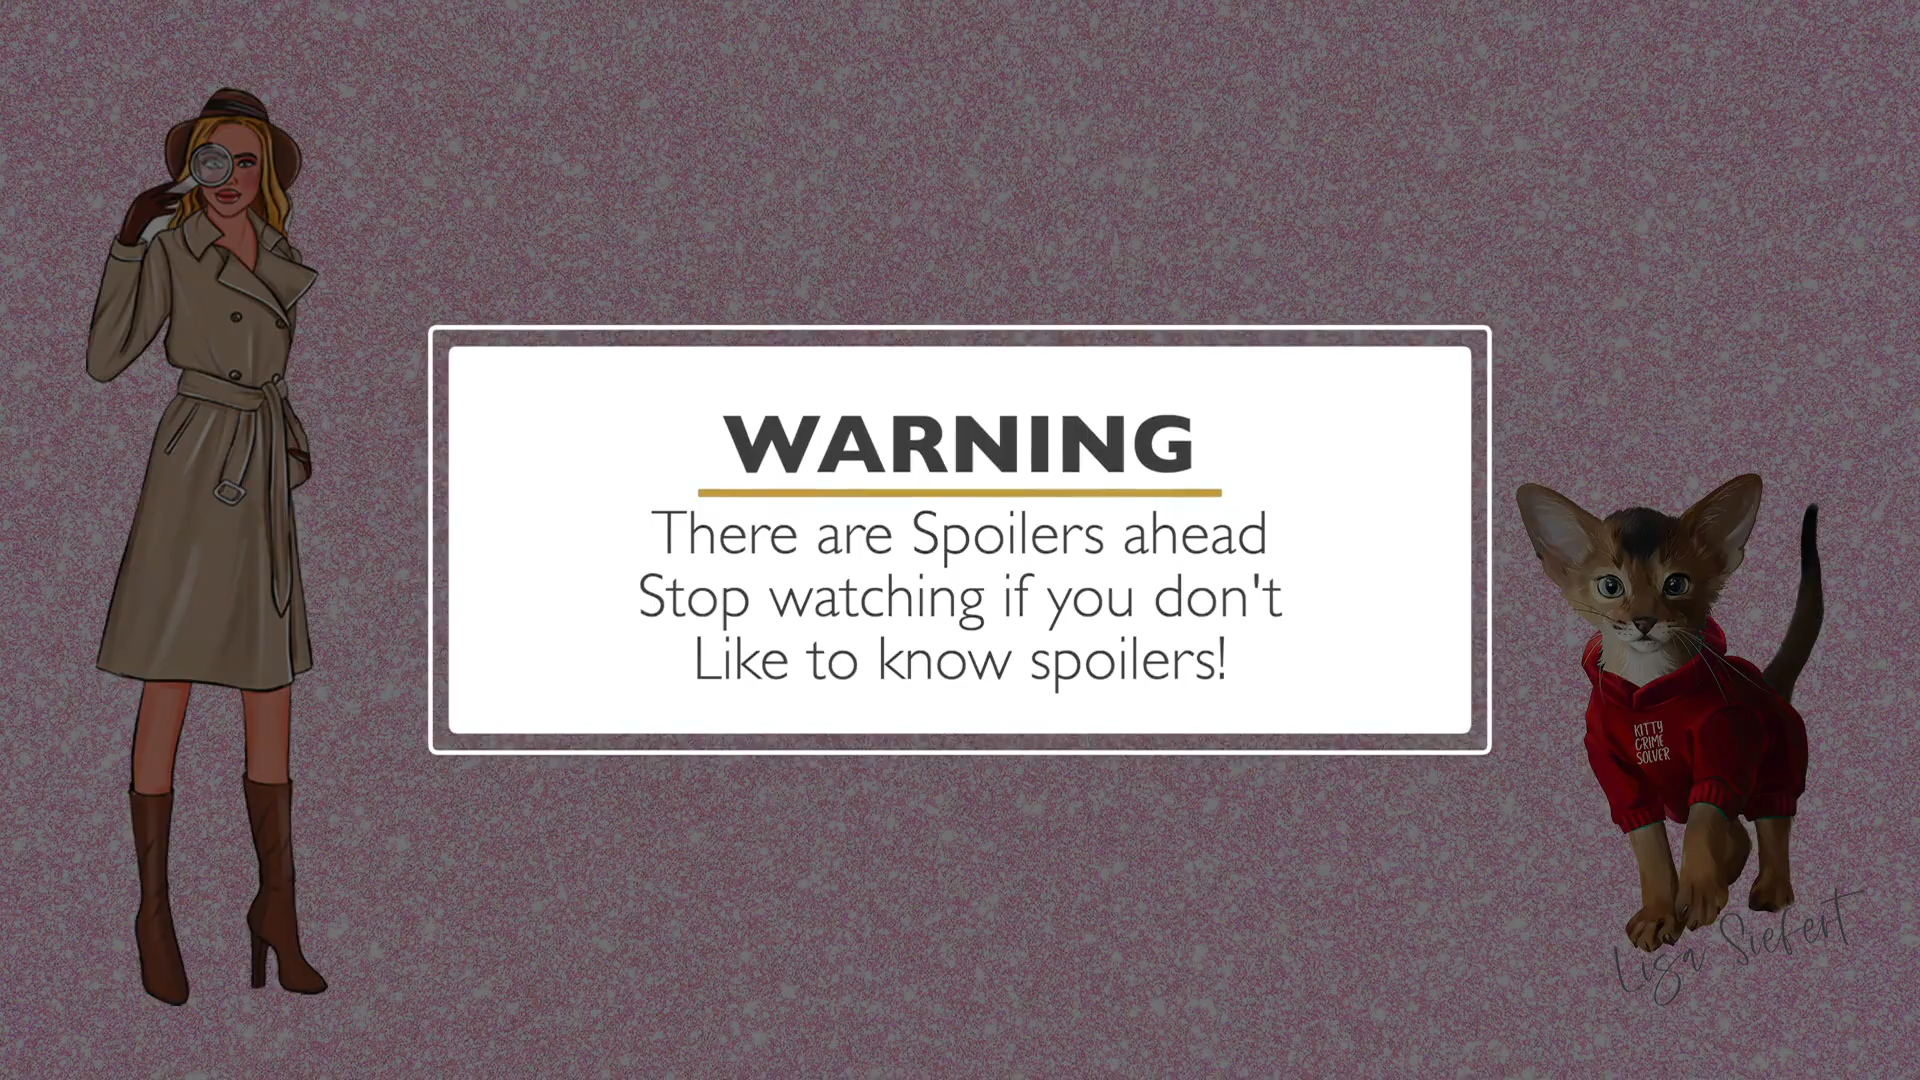 WARNING
There are Spoilers ahead
Stop watching if you don't
Like to know spoilers!
KITTY
CRIME
SOLVER
Lisa Siefert